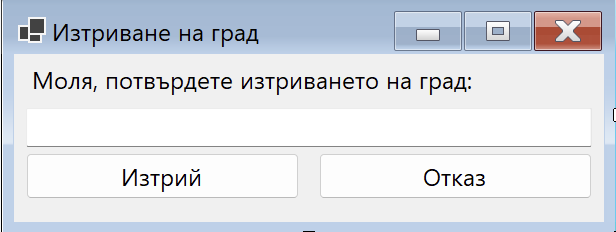 Изтриване на град
Моля, потвърдете изтриването на град:
Изтрий Отказ